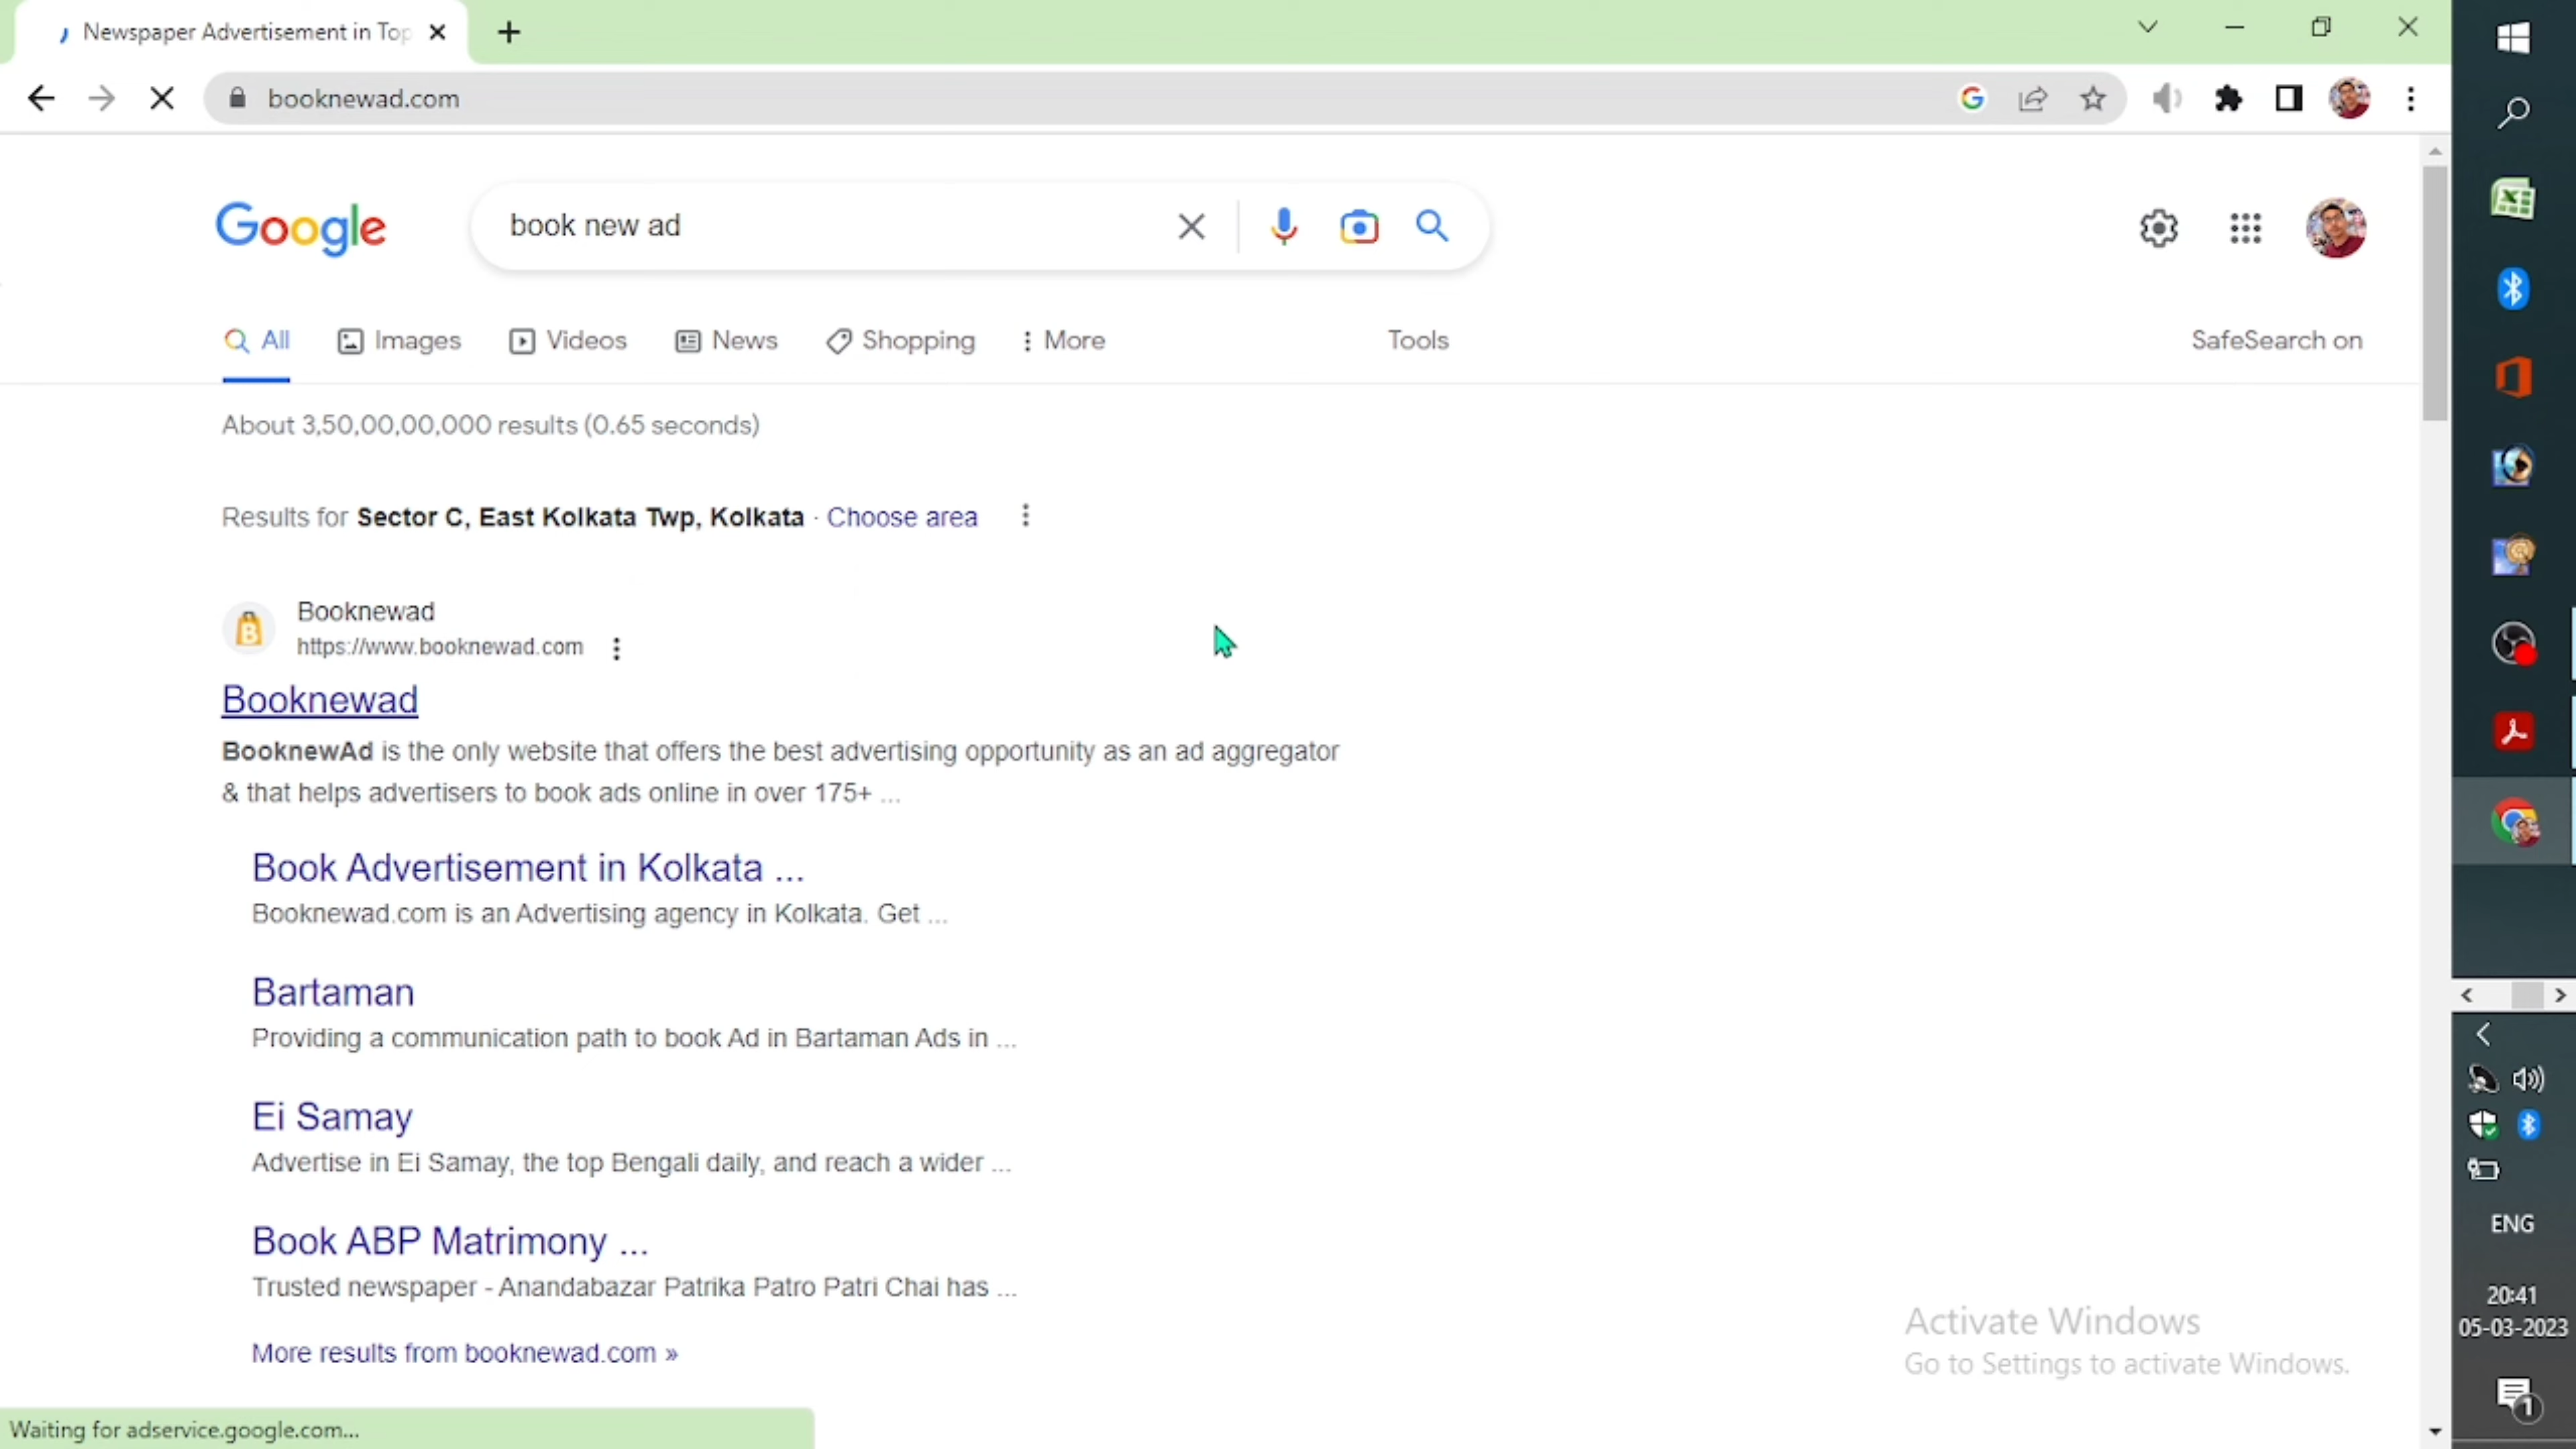 Newspaper Advertisement in Top
booknewad.com
Google
book new ad
All
Images
Videos
News
Shopping
More
Tools
SafeSearch on
About 3,50,00,00,000 results (0.65 seconds)
Results for Sector C, East Kolkata Twp, Kolkata · Choose area
Booknewad
https://www.booknewad.com
Booknewad
BooknewAd is the only website that offers the best advertising opportunity as an ad aggregator
& that helps advertisers to book ads online in over 175+ ...
Book Advertisement in Kolkata ...
Booknewad.com is an Advertising agency in Kolkata. Get ...
Bartaman
Providing a communication path to book Ad in Bartaman Ads in ...
Ei Samay
Advertise in Ei Samay, the top Bengali daily, and reach a wider ...
Book ABP Matrimony ...
Trusted newspaper - Anandabazar Patrika Patro Patri Chai has ...
More results from booknewad.com »
Activate Windows
Go to Settings to activate Windows.
Waiting for adservice.google.com...
ENG
20:41
05-03-2023
1